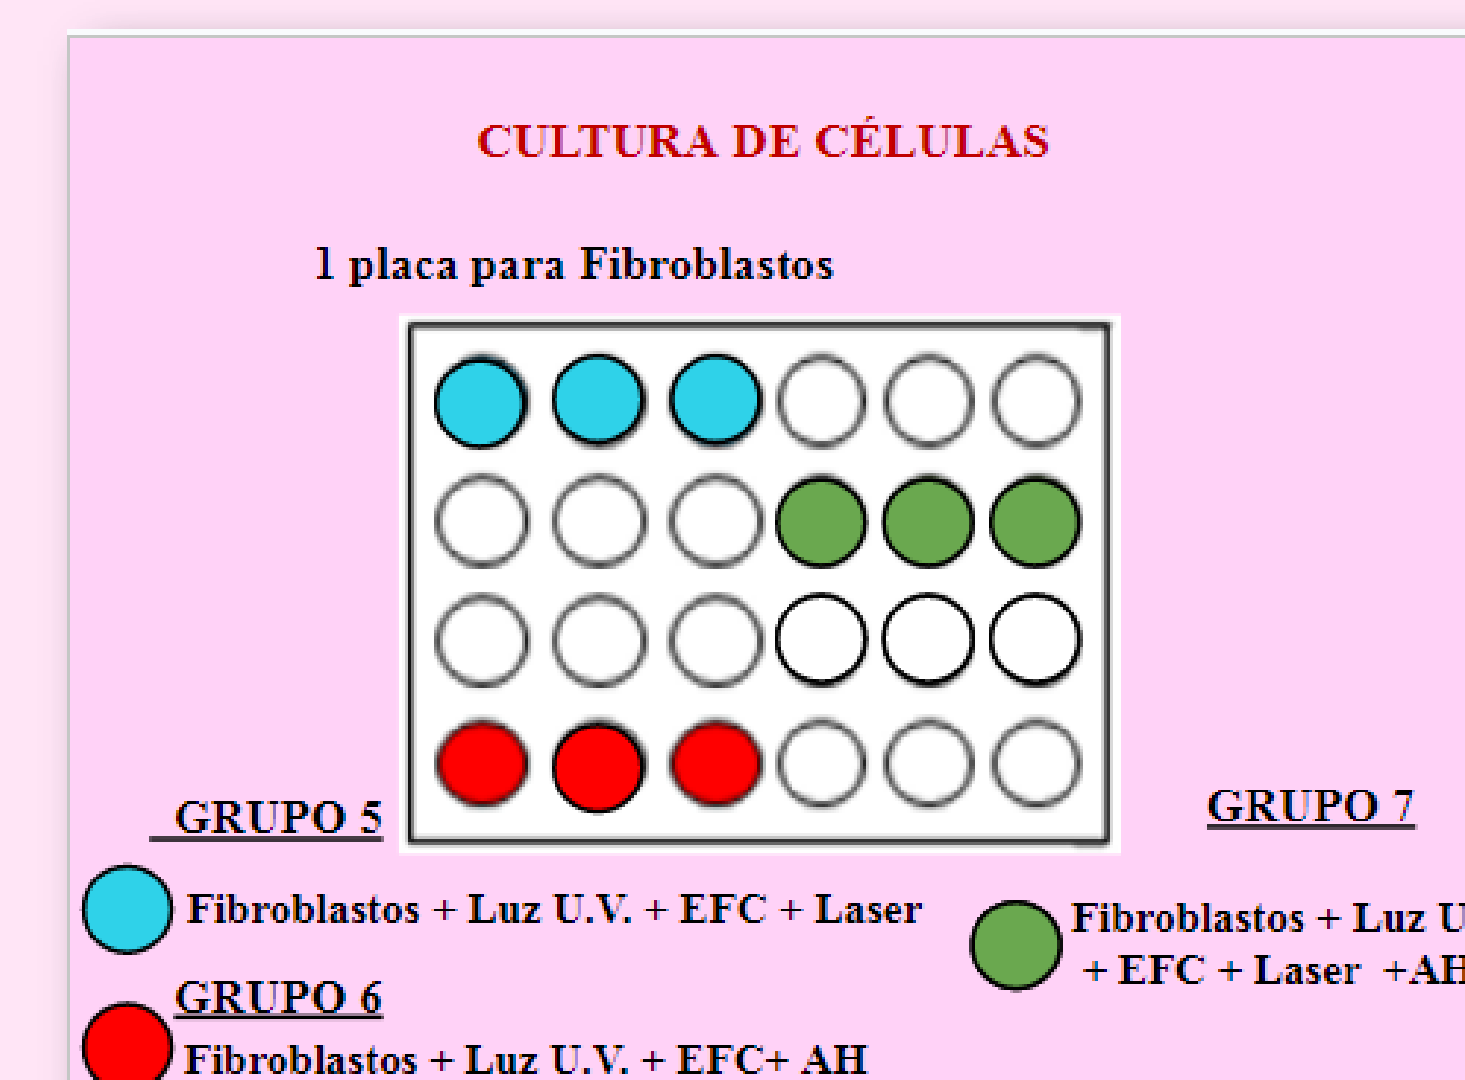 CULTURA DE CÉLULAS
1 placa para Fibroblastos
GRUPO 5
Fibroblastos + Luz U.V. + EFC + Laser
GRUPO 6
Fibroblastos + Luz U.V. + EFC+ AH
GRUPO 7
Fibroblastos + Luz U
+ EFC + Laser +AH